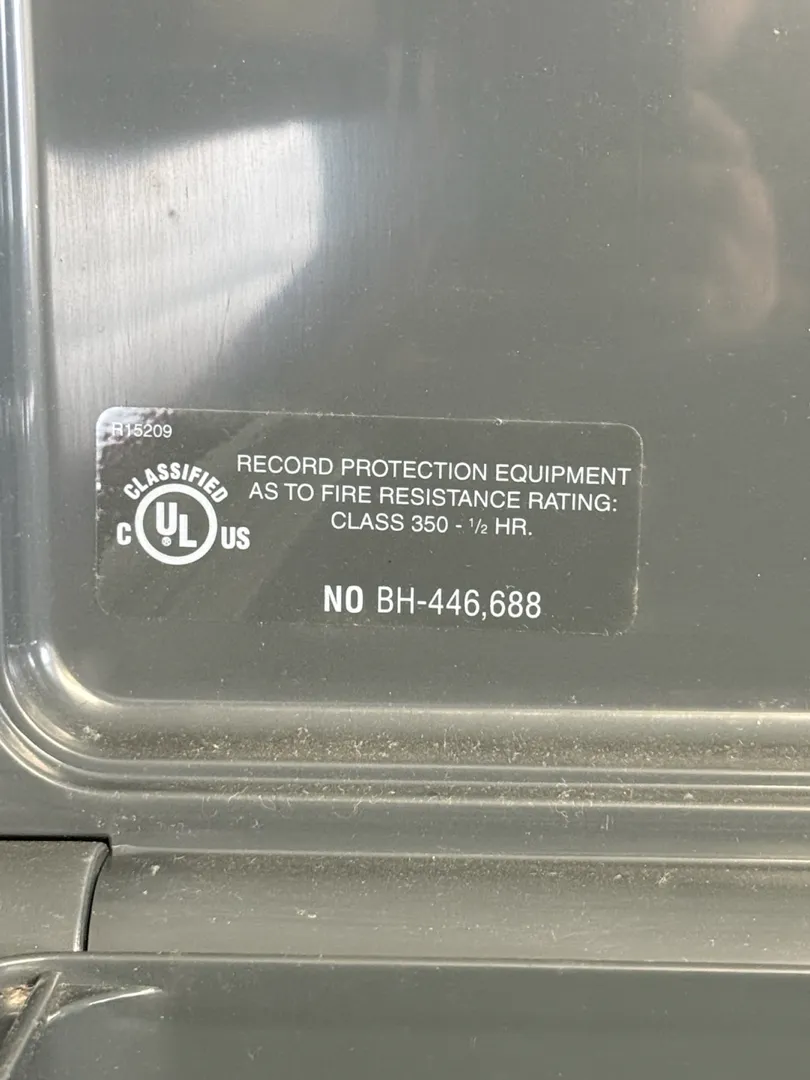 R15209
CLASSIFIED
C UL® US
RECORD PROTECTION EQUIPMENT
AS TO FIRE RESISTANCE RATING:
CLASS 350 - 1/2 HR.
NO BH-446,688